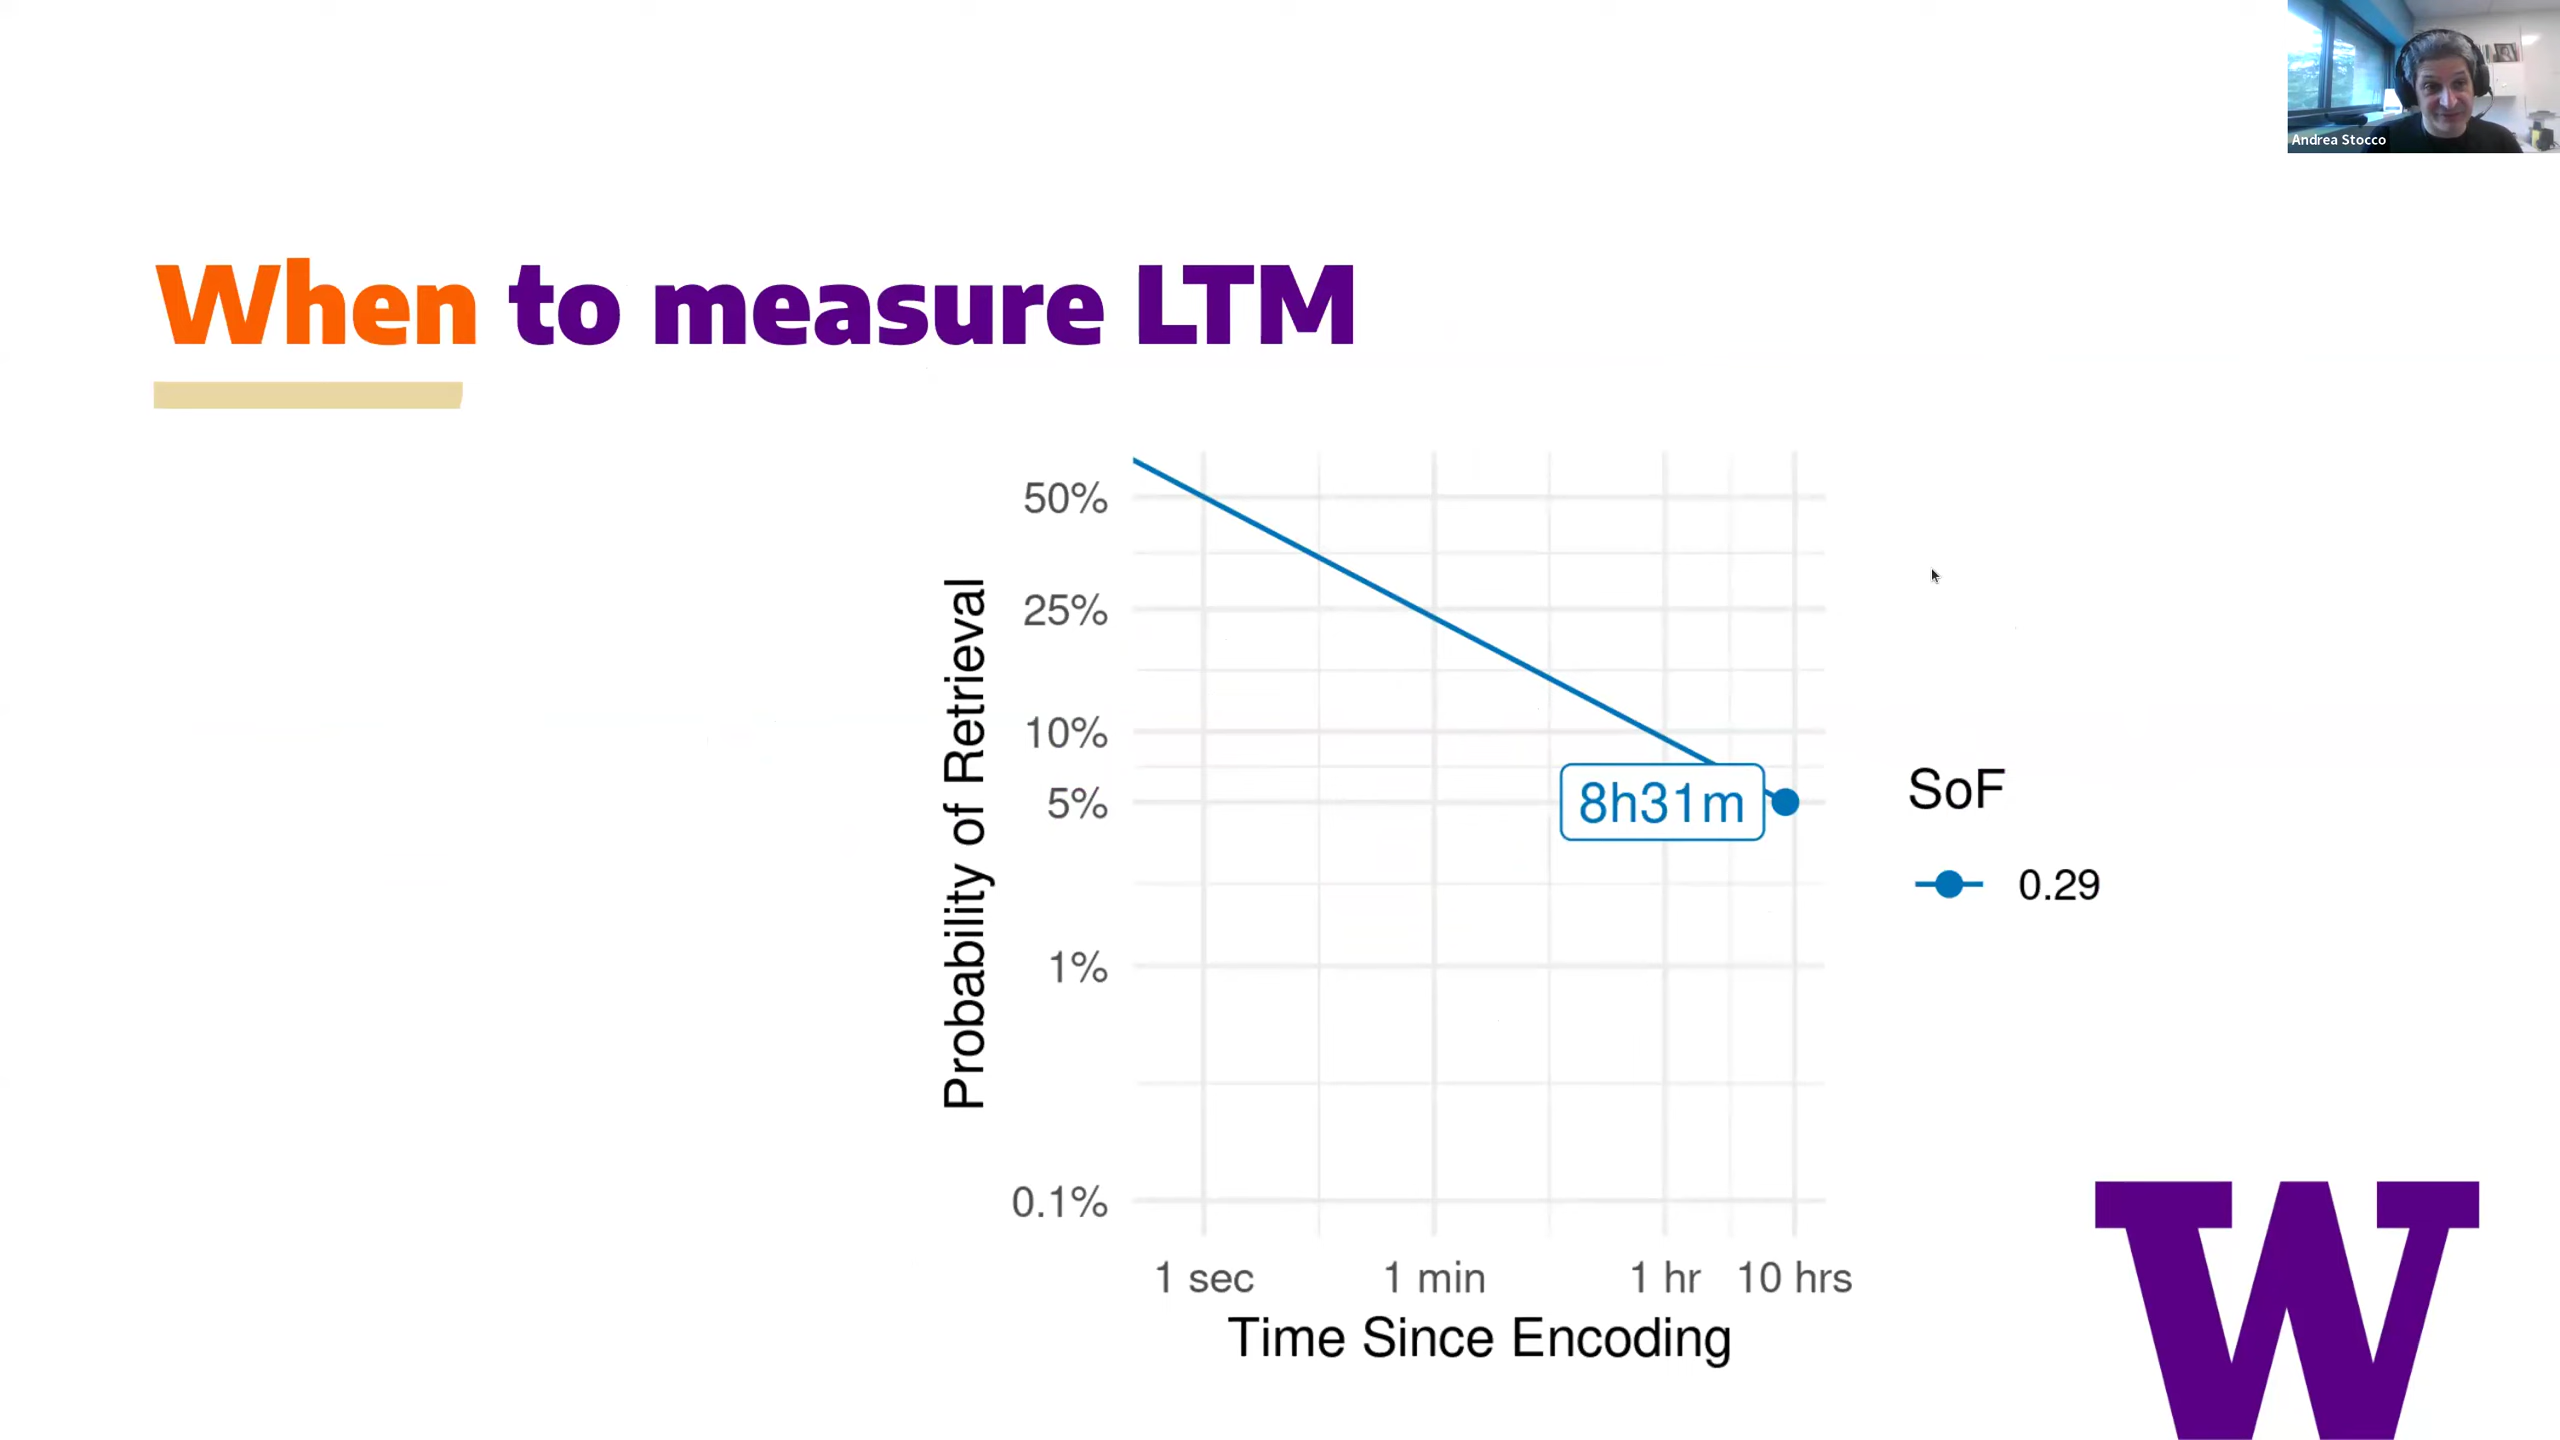 Andrea Stocco
When to measure LTM
Probability of Retrieval
50%
25%
10%
5%
1%
0.1%
8h31m
SoF
0.29
1 sec 1 min 1 hr 10 hrs
Time Since Encoding
W